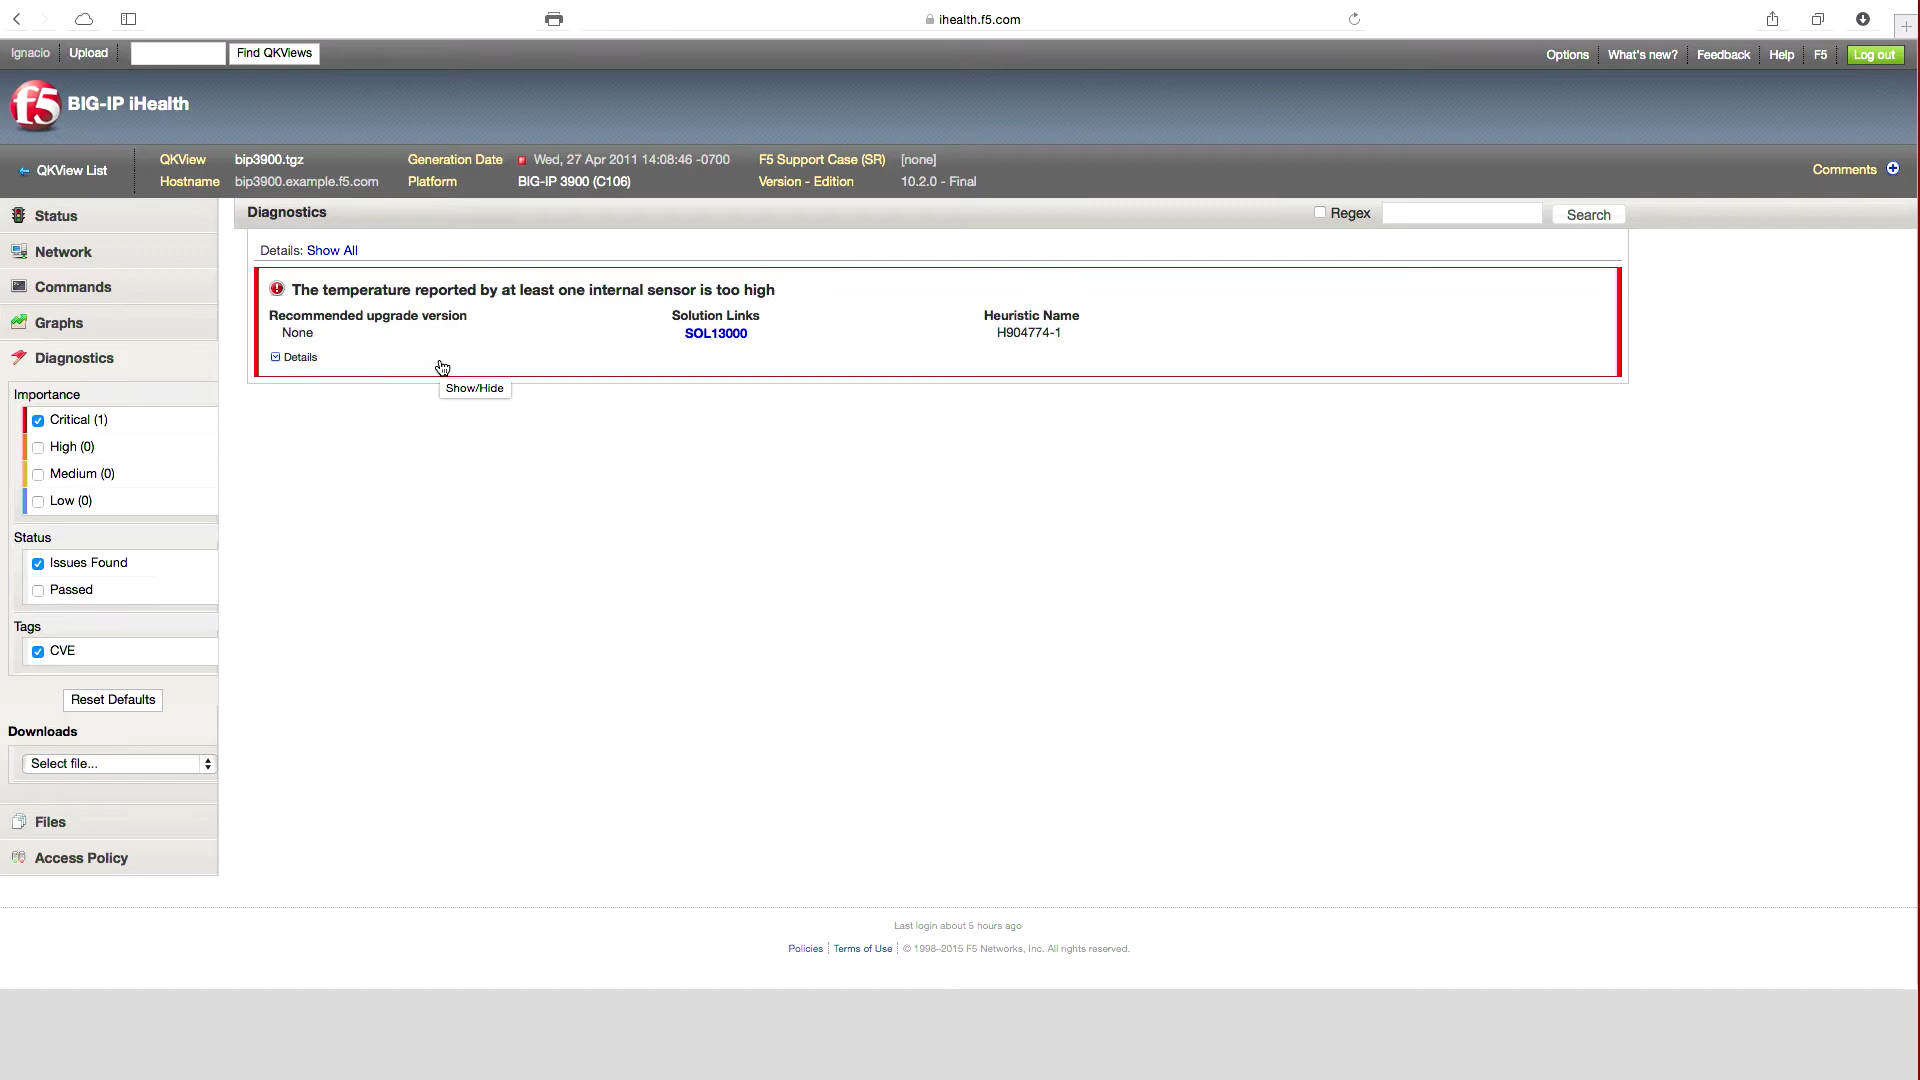 ihealth.f5.com
Ignacio Upload Find QKViews Options What's new? Feedback Help F5 Log out
f5 BIG-IP iHealth
QKView List QKView bip3900.tgz Generation Date Wed, 27 Apr 2011 14:08:46 -0700 F5 Support Case (SR) [none] Comments
Hostname bip3900.example.f5.com Platform BIG-IP 3900 (C106) Version - Edition 10.2.0 - Final
Status
Network
Commands
Graphs
Diagnostics
Importance
Critical (1)
High (0)
Medium (0)
Low (0)
Status
Issues Found
Passed
Tags
CVE
Reset Defaults
Downloads
Select file...
Files
Access Policy
Diagnostics Regex Search
Details: Show All
The temperature reported by at least one internal sensor is too high
Recommended upgrade version Solution Links Heuristic Name
None SOL13000 H904774-1
Details
Show/Hide
Last login about 5 hours ago
Policies Terms of Use © 1998–2015 F5 Networks, Inc. All rights reserved.